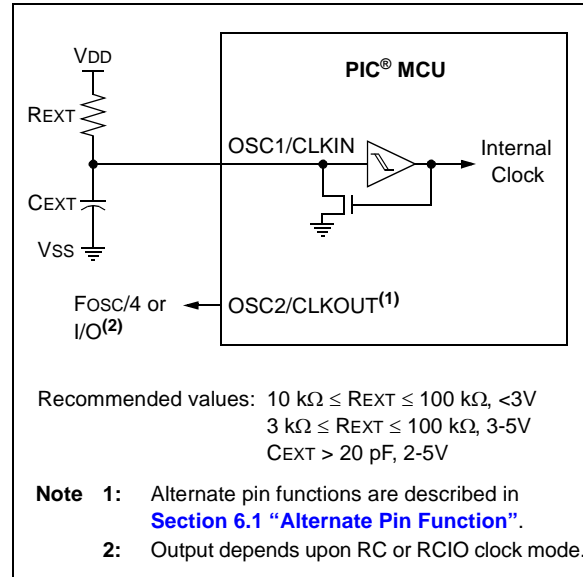 VDD
PIC® MCU
REXT
OSC1/CLKIN
Internal
Clock
CEXT
VSS
FOSC/4 or
I/O(2)
OSC2/CLKOUT(1)
Recommended values: 10 kΩ ≤ REXT ≤ 100 kΩ, <3V
3 kΩ ≤ REXT ≤ 100 kΩ, 3-5V
CEXT > 20 pF, 2-5V
Note 1: Alternate pin functions are described in
Section 6.1 “Alternate Pin Function”.
2: Output depends upon RC or RCIO clock mode.